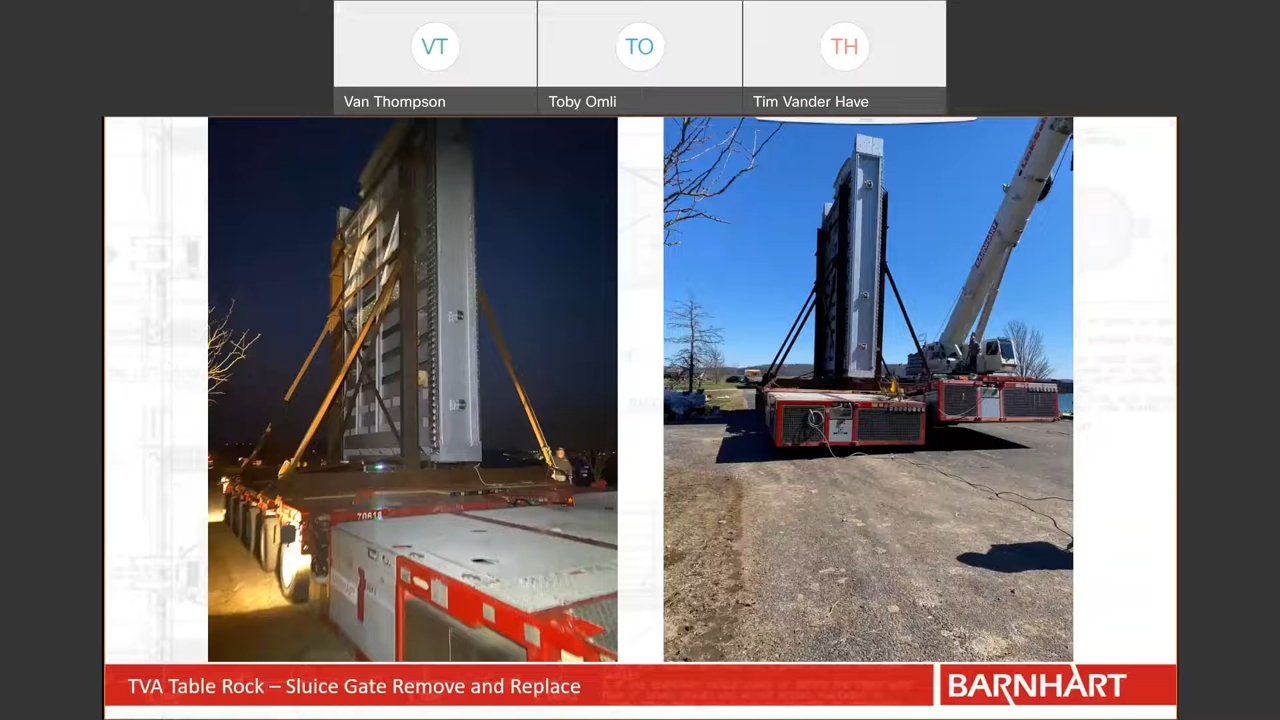 VT
TO
TH
Van Thompson
Toby Omli
Tim Vander Have
70618
TVA Table Rock – Sluice Gate Remove and Replace
BARNHART